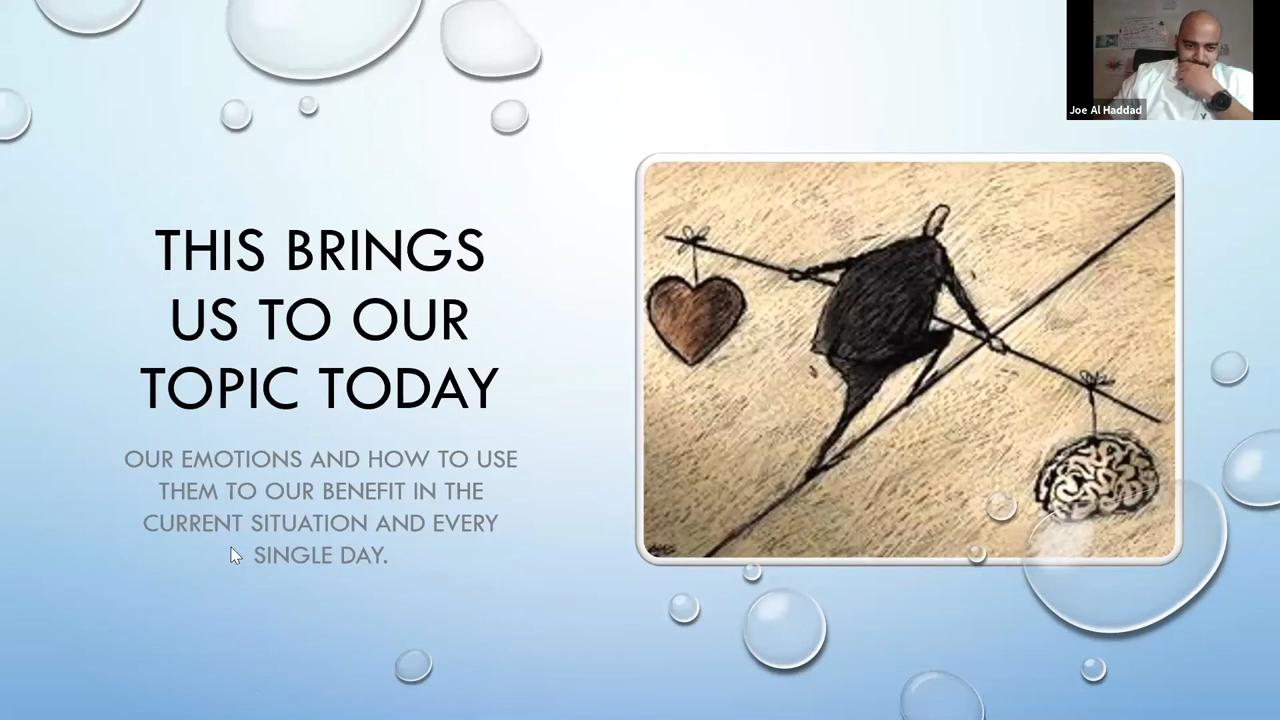 Joe Al Haddad
THIS BRINGS
US TO OUR
TOPIC TODAY
OUR EMOTIONS AND HOW TO USE
THEM TO OUR BENEFIT IN THE
CURRENT SITUATION AND EVERY
SINGLE DAY.